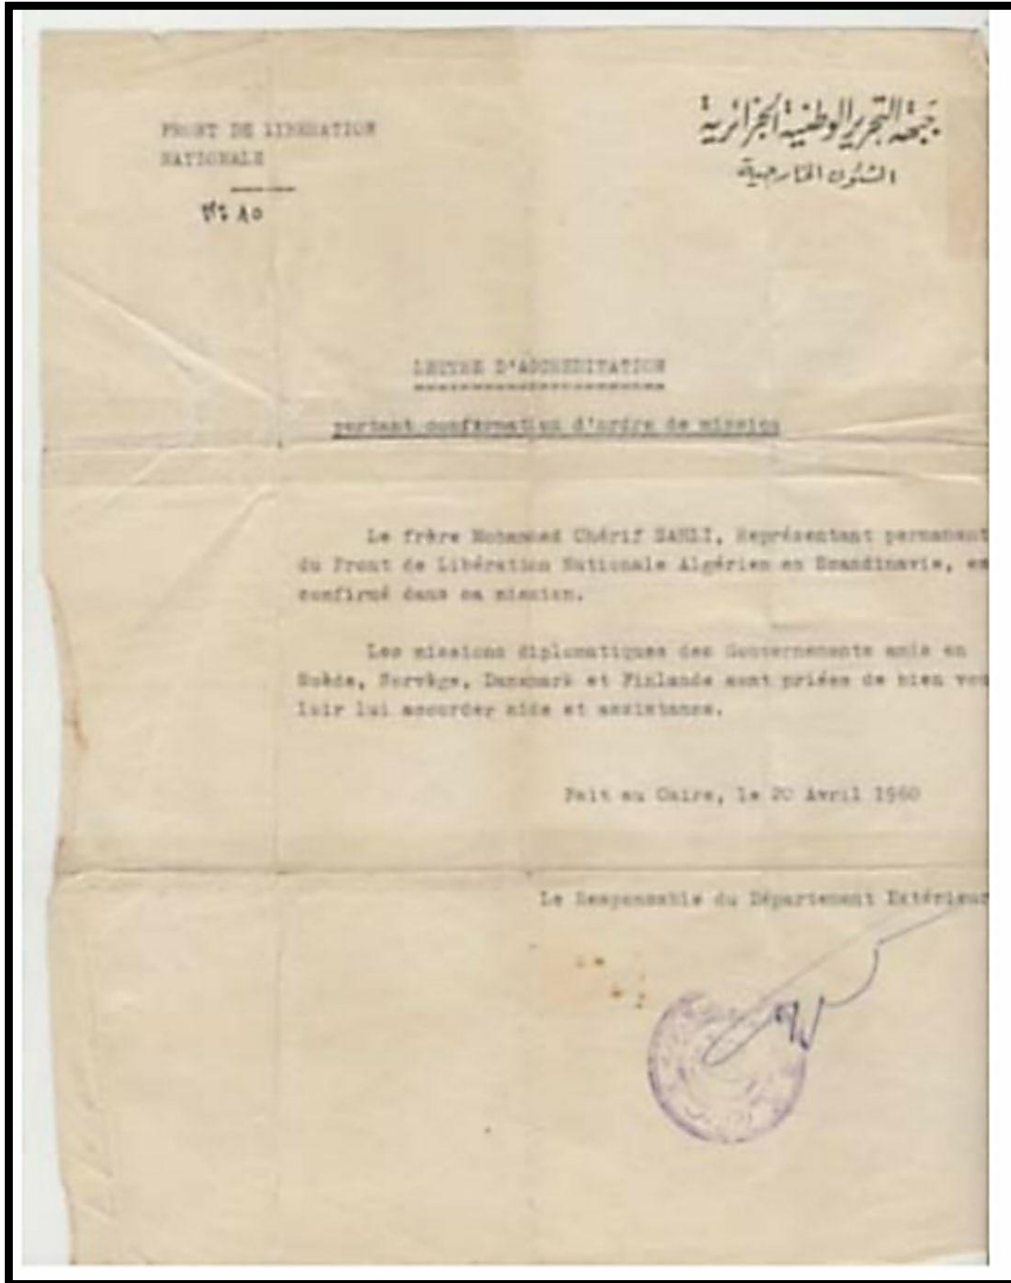 FRONT DE LIBERATION
NATIONALE
جبهة التحرير الوطنية الجزائرية
الشئون الخارجية
٨٥
LETTRE D'ACCREDITATION
portant confirmation d'ordre de mission
Le frère Mohammed Chérif SAHLI, Représentant permanent
du Front de Libération Nationale Algérien en Scandinavie, es
confirmé dans sa mission.
Les missions diplomatiques des Gouvernements amis en
Suède, Norvège, Danemark et Finlande sont priées de bien vou
loir lui accorder aide et assistance.
Fait au Caire, le 20 Avril 1960
Le Responsable du Département Extérieur